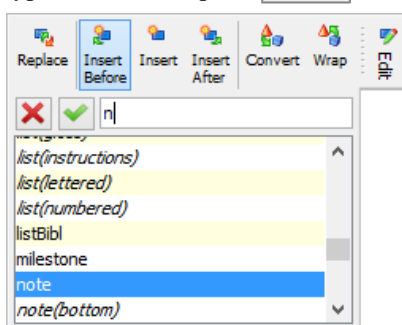 Replace Insert Before Insert Insert After Convert Wrap Edit
n
list(instructions)
list(lettered)
list(numbered)
listBibl
milestone
note
note(bottom)